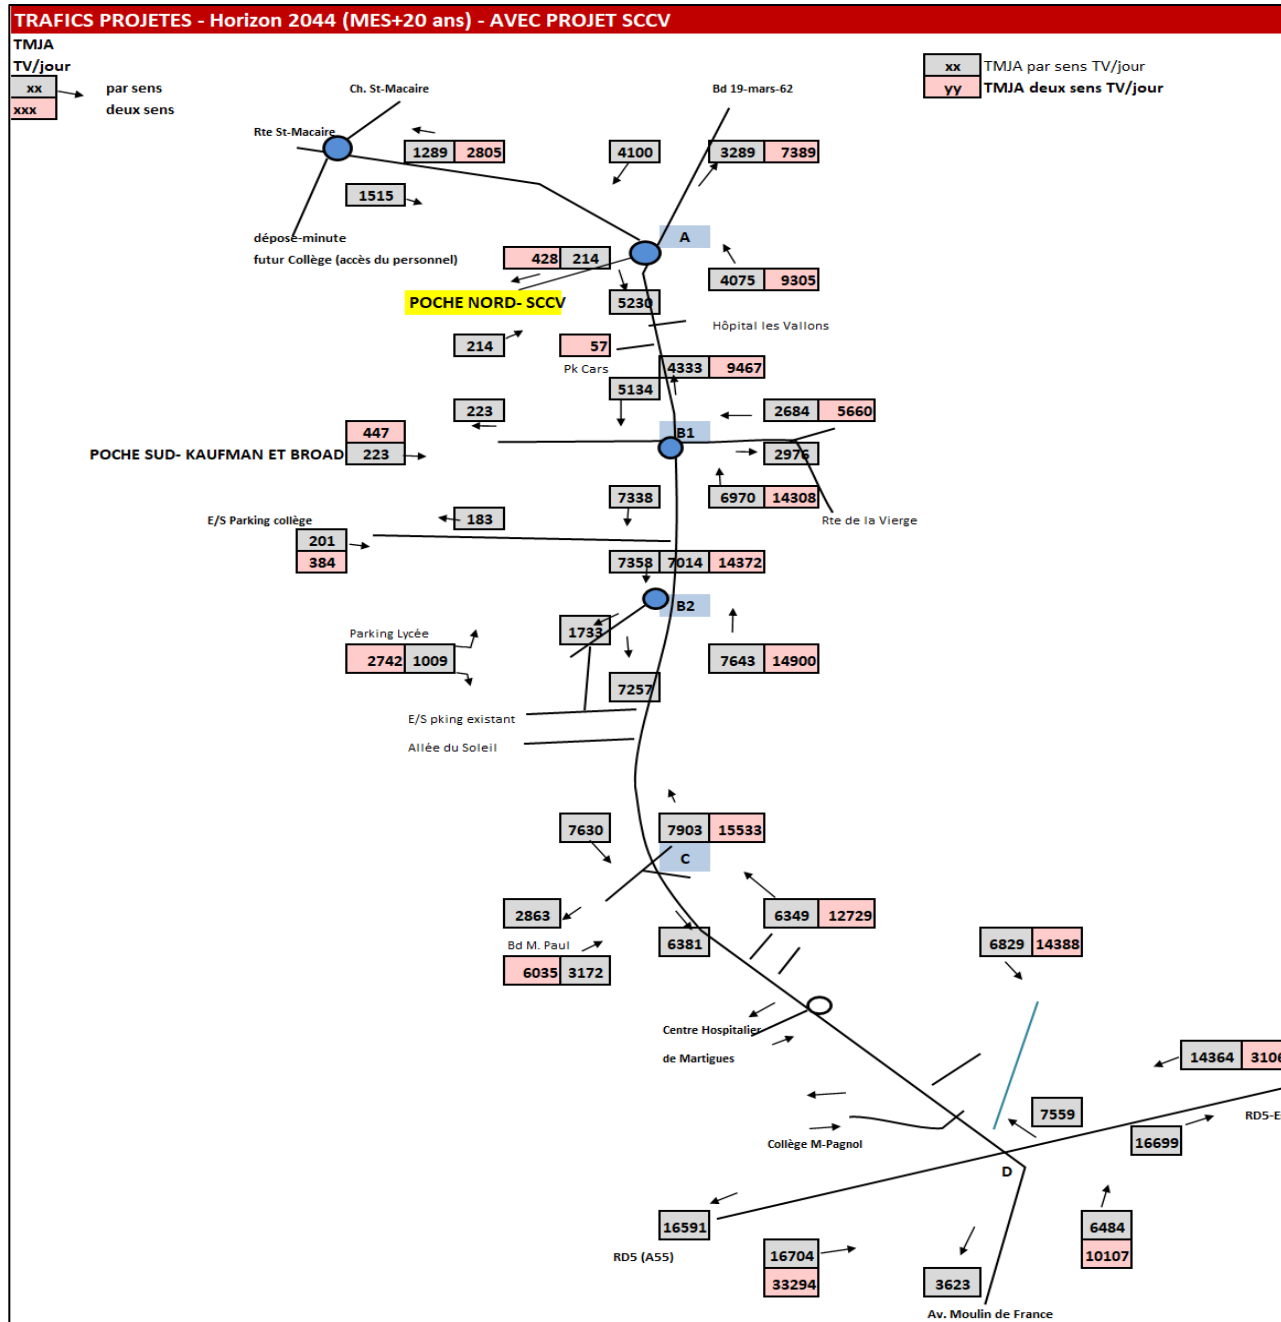 TRAFICS PROJETES - Horizon 2044 (MES+20 ans) - AVEC PROJET SCCV
TMJA
TV/jour
xx par sens
xxx deux sens
xx TMJA par sens TV/jour
yy TMJA deux sens TV/jour
Ch. St-Macaire
Bd 19-mars-62
Rte St-Macaire
1289 2805
4100
3289 7389
1515
dépose-minute
A
futur Collège (accès du personnel)
428 214
4075 9305
POCHE NORD- SCCV
5230
Hôpital les Vallons
214
57
Pk Cars
4333 9467
5134
223
2684 5660
447
B1
POCHE SUD- KAUFMAN ET BROAD
223
2976
7338
6970 14308
E/S Parking collège
183
Rte de la Vierge
201
384
7358 7014 14372
B2
Parking Lycée
1733
2742 1009
7643 14900
7257
E/S pking existant
Allée du Soleil
7630
7903 15533
C
2863
6349 12729
Bd M. Paul
6381
6829 14388
6035 3172
Centre Hospitalier
de Martigues
14364
7559
RD5-E
Collège M-Pagnol
16699
D
16591
6484
RD5 (A55)
16704
10107
33294
3623
Av. Moulin de France